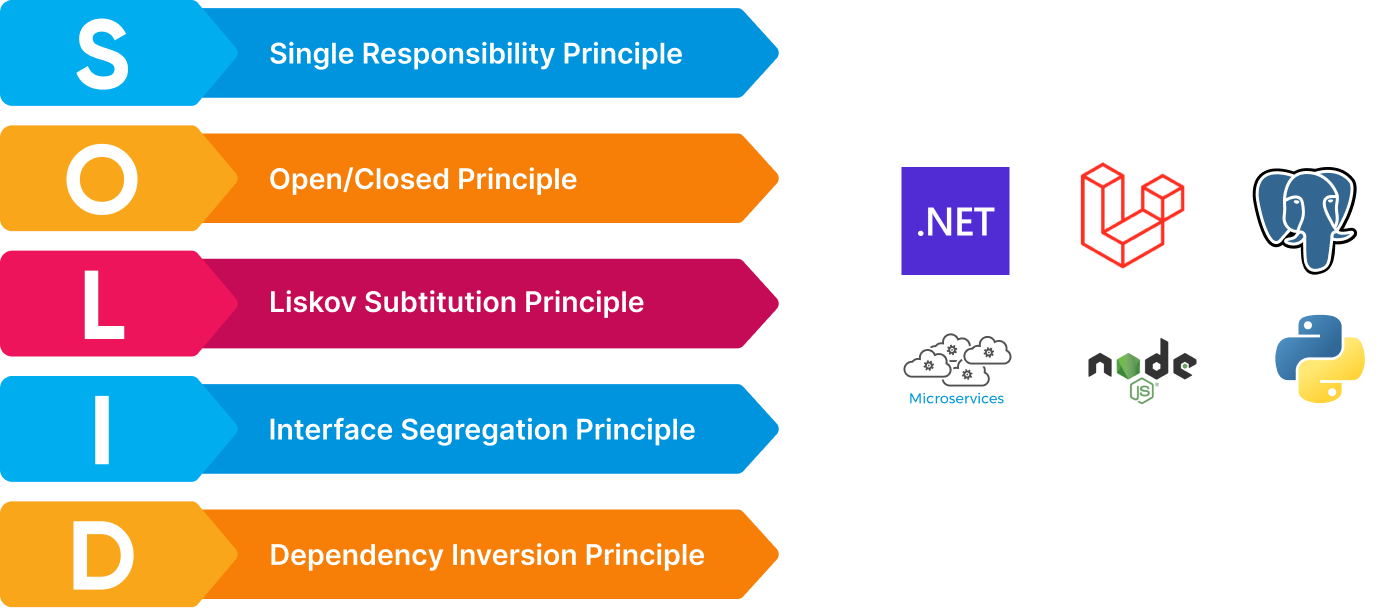 S
Single Responsibility Principle
O
Open/Closed Principle
L
Liskov Subtitution Principle
I
Interface Segregation Principle
D
Dependency Inversion Principle
.NET
Microservices
node
JS